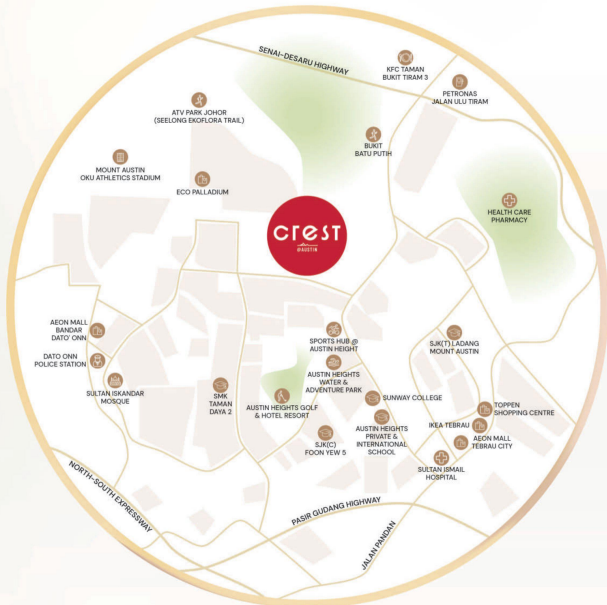 SENAI-DESARU HIGHWAY
KFC TAMAN
BUKIT TIRAM 3
PETRONAS
JALAN ULU TIRAM
ATV PARK JOHOR
(SEELONG EKOFLORA TRAIL)
BUKIT
BATU PUTIH
MOUNT AUSTIN
OKU ATHLETICS STADIUM
ECO PALLADIUM
HEALTH CARE
PHARMACY
crest
@AUSTIN
AEON MALL
BANDAR
DATO' ONN
DATO ONN
POLICE STATION
SULTAN ISKANDAR
MOSQUE
SPORTS HUB @
AUSTIN HEIGHT
SJK(T) LADANG
MOUNT AUSTIN
AUSTIN HEIGHTS
WATER &
ADVENTURE PARK
SMK
TAMAN
DAYA 2
AUSTIN HEIGHTS GOLF
& HOTEL RESORT
SUNWAY COLLEGE
TOPPEN
SHOPPING CENTRE
SJK(C)
FOON YEW 5
AUSTIN HEIGHTS
PRIVATE &
INTERNATIONAL
SCHOOL
IKEA TEBRAU
AEON MALL
TEBRAU CITY
SULTAN ISMAIL
HOSPITAL
NORTH-SOUTH EXPRESSWAY
PASIR GUDANG HIGHWAY
JALAN PANDAN